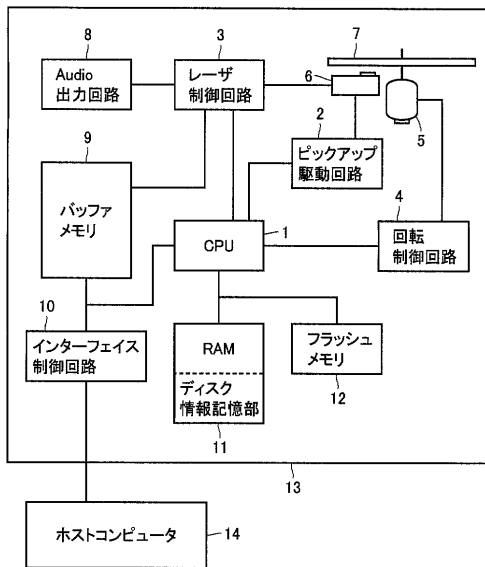 8
3
7
Audio
出力回路
レーザ
制御回路
6
5
2
ピックアップ
駆動回路
9
バッファ
メモリ
4
1
CPU
回転
制御回路
10
インターフェイス
制御回路
RAM
ディスク
情報記憶部
11
フラッシュ
メモリ
12
13
ホストコンピュータ
14